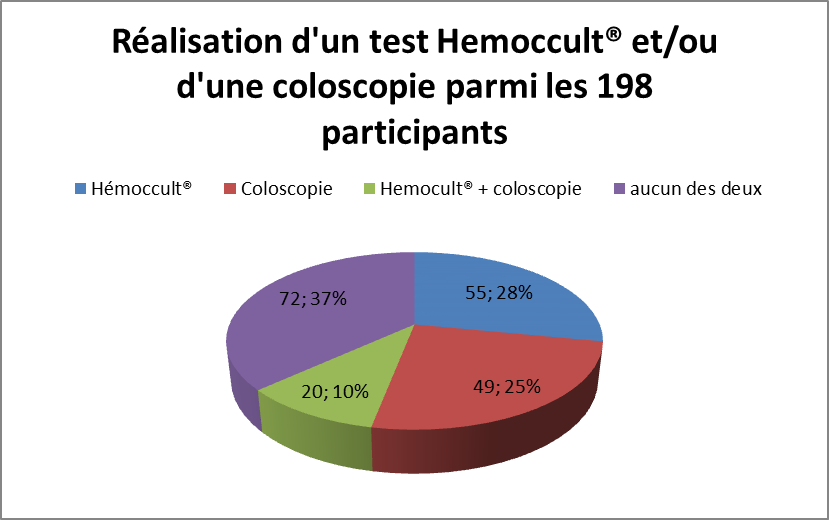 Réalisation d'un test Hemoccult® et/ou
d'une coloscopie parmi les 198
participants
Hémoccult® Coloscopie Hemocult® + coloscopie aucun des deux
72; 37% 55; 28%
20; 10% 49; 25%